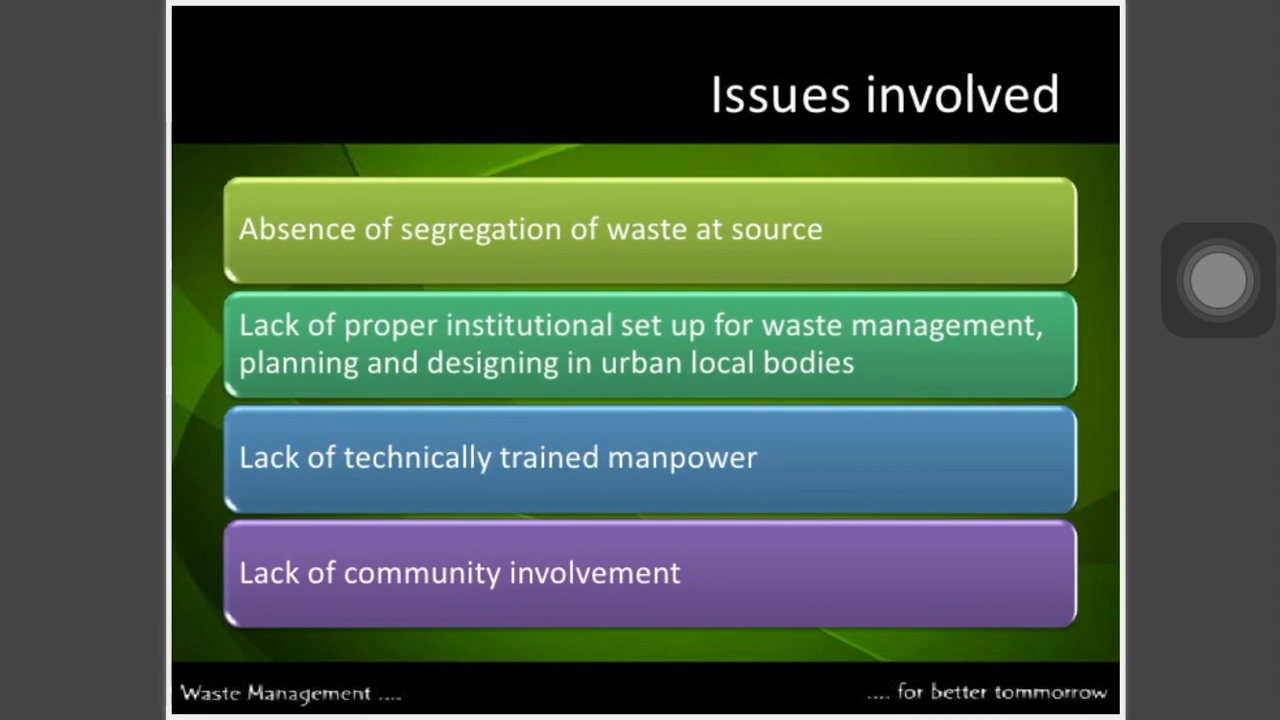 Issues involved
Absence of segregation of waste at source
Lack of proper institutional set up for waste management,
planning and designing in urban local bodies
Lack of technically trained manpower
Lack of community involvement
Waste Management .... .... for better tommorrow